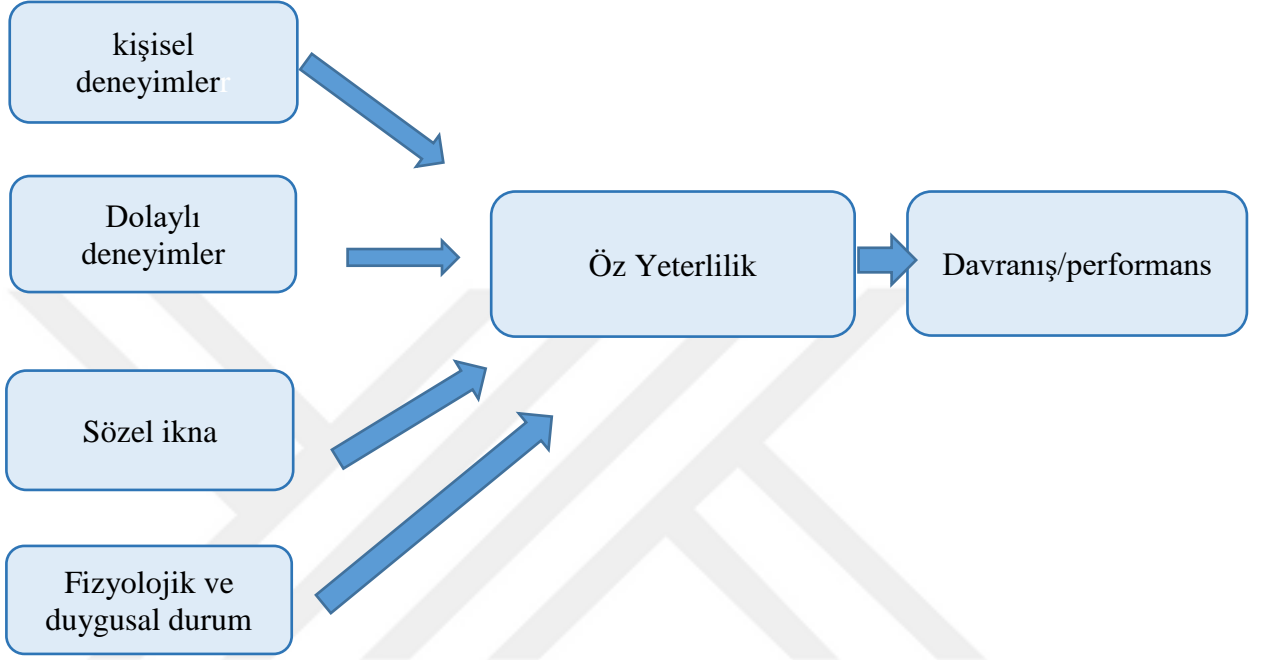 kişisel
deneyimlerr
Dolaylı
deneyimler
Öz Yeterlilik
Davranış/performans
Sözel ikna
Fizyolojik ve
duygusal durum